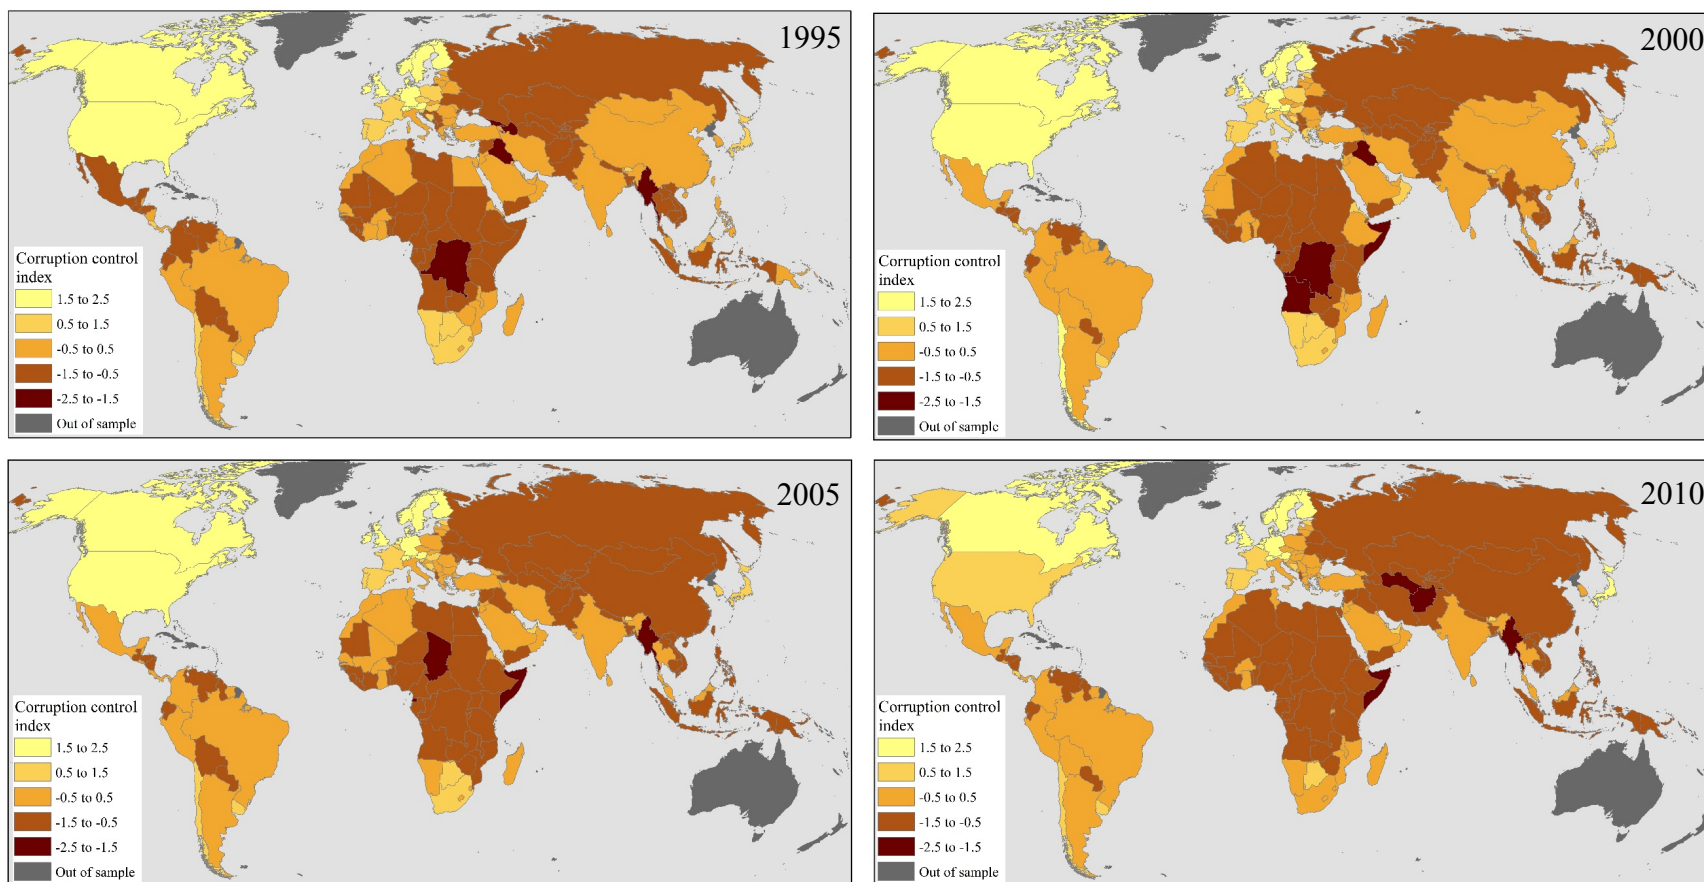 1995
Corruption control
index
1.5 to 2.5
0.5 to 1.5
-0.5 to 0.5
-1.5 to -0.5
-2.5 to -1.5
Out of sample
2000
Corruption control
index
1.5 to 2.5
0.5 to 1.5
-0.5 to 0.5
-1.5 to -0.5
-2.5 to -1.5
Out of sample
2005
Corruption control
index
1.5 to 2.5
0.5 to 1.5
-0.5 to 0.5
-1.5 to -0.5
-2.5 to -1.5
Out of sample
2010
Corruption control
index
1.5 to 2.5
0.5 to 1.5
-0.5 to 0.5
-1.5 to -0.5
-2.5 to -1.5
Out of sample